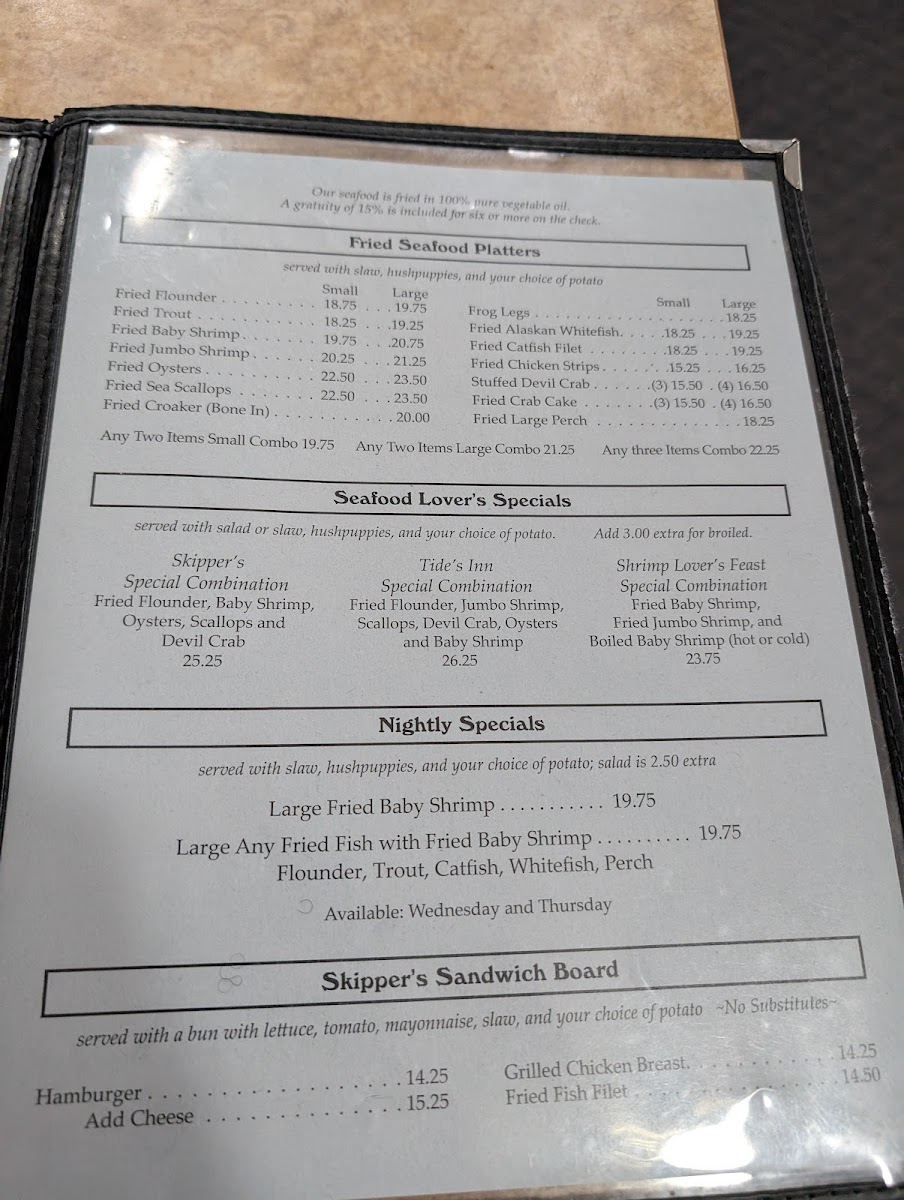 Our seafood is fried in 100% pure vegetable oil.
A gratuity of 15% is included for six or more on the check.
Fried Seafood Platters
served with slaw, hushpuppies, and your choice of potato
Small Large
Fried Flounder . . . . . . . . . 18.75 . . . 19.75
Fried Trout . . . . . . . . . . . 18.25 . . . 19.25
Fried Baby Shrimp. . . . . . . . 19.75 . . . 20.75
Fried Jumbo Shrimp . . . . . . . 20.25 . . . 21.25
Fried Oysters . . . . . . . . . . 22.50 . . . 23.50
Fried Sea Scallops . . . . . . . 22.50 . . . 23.50
Fried Croaker (Bone In) . . . . . . . . . . . 20.00
Small Large
Frog Legs . . . . . . . . . . . . . . . . . . 18.25
Fried Alaskan Whitefish. . . . . 18.25 . . . 19.25
Fried Catfish Filet . . . . . . . 18.25 . . . 19.25
Fried Chicken Strips . . . . . . 15.25 . . . 16.25
Stuffed Devil Crab . . . . . . (3) 15.50 . (4) 16.50
Fried Crab Cake . . . . . . . (3) 15.50 . (4) 16.50
Fried Large Perch . . . . . . . . . . . . . . 18.25
Any Two Items Small Combo 19.75 Any Two Items Large Combo 21.25 Any three Items Combo 22.25
Seafood Lover's Specials
served with salad or slaw, hushpuppies, and your choice of potato. Add 3.00 extra for broiled.
Skipper's
Special Combination
Fried Flounder, Baby Shrimp,
Oysters, Scallops and
Devil Crab
25.25
Tide's Inn
Special Combination
Fried Flounder, Jumbo Shrimp,
Scallops, Devil Crab, Oysters
and Baby Shrimp
26.25
Shrimp Lover's Feast
Special Combination
Fried Baby Shrimp,
Fried Jumbo Shrimp, and
Boiled Baby Shrimp (hot or cold)
23.75
Nightly Specials
served with slaw, hushpuppies, and your choice of potato; salad is 2.50 extra
Large Fried Baby Shrimp . . . . . . . . . . . 19.75
Large Any Fried Fish with Fried Baby Shrimp . . . . . . . . . . 19.75
Flounder, Trout, Catfish, Whitefish, Perch
Available: Wednesday and Thursday
Skipper's Sandwich Board
served with a bun with lettuce, tomato, mayonnaise, slaw, and your choice of potato ~No Substitutes~
Hamburger . . . . . . . . . . . . . . . . . . 14.25
Add Cheese . . . . . . . . . . . . . . 15.25
Grilled Chicken Breast. . . . . . . . . . . . 14.25
Fried Fish Filet . . . . . . . . . . . . . . . 14.50